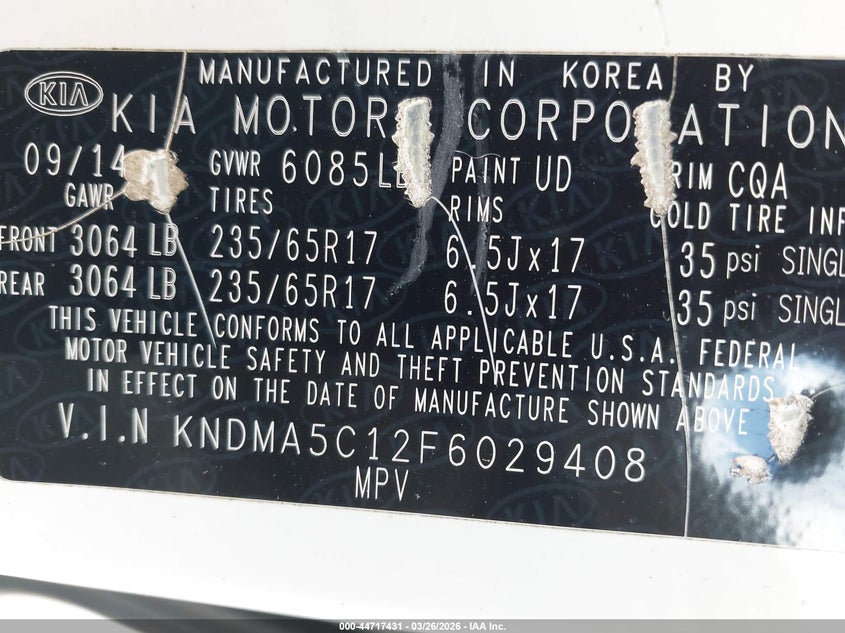 MANUFACTURED IN KOREA BY
KIA KIA MOTOR CORPORATION
09/14 GVWR 6085LB PAINT UD TRIM CQA
GAWR TIRES RIMS COLD TIRE INF
FRONT 3064 LB 235/65R17 6.5Jx17 35 psi SINGL
REAR 3064 LB 235/65R17 6.5Jx17 35 psi SINGL
THIS VEHICLE CONFORMS TO ALL APPLICABLE U.S.A. FEDERAL
MOTOR VEHICLE SAFETY AND THEFT PREVENTION STANDARDS
IN EFFECT ON THE DATE OF MANUFACTURE SHOWN ABOVE
V.I.N KNDMA5C12F6029408
MPV
000-44717431 - 03/26/2026 - IAA Inc.